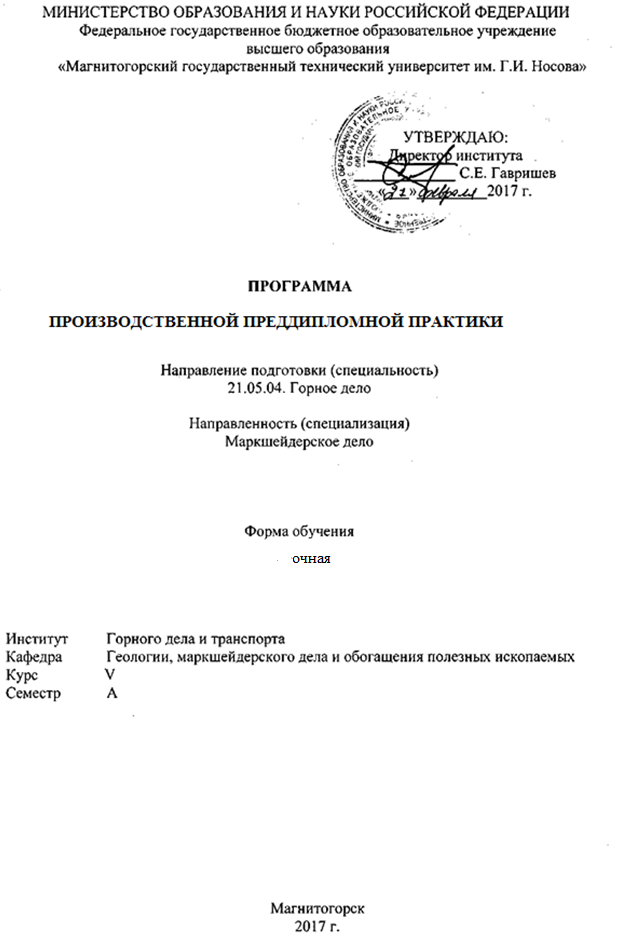 МИНИСТЕРСТВО ОБРАЗОВАНИЯ И НАУКИ РОССИЙСКОЙ ФЕДЕРАЦИИ
Федеральное государственное бюджетное образовательное учреждение
высшего образования
«Магнитогорский государственный технический университет им. Г.И. Носова»
УТВЕРЖДАЮ:
Директор института
С.Е. Гавришев
«21» февраля 2017 г.
ПРОГРАММА
ПРОИЗВОДСТВЕННОЙ ПРЕДДИПЛОМНОЙ ПРАКТИКИ
Направление подготовки (специальность)
21.05.04. Горное дело
Направленность (специализация)
Маркшейдерское дело
Форма обучения
очная
Институт Горного дела и транспорта
Кафедра Геологии, маркшейдерского дела и обогащения полезных ископаемых
Курс V
Семестр А
Магнитогорск
2017 г.